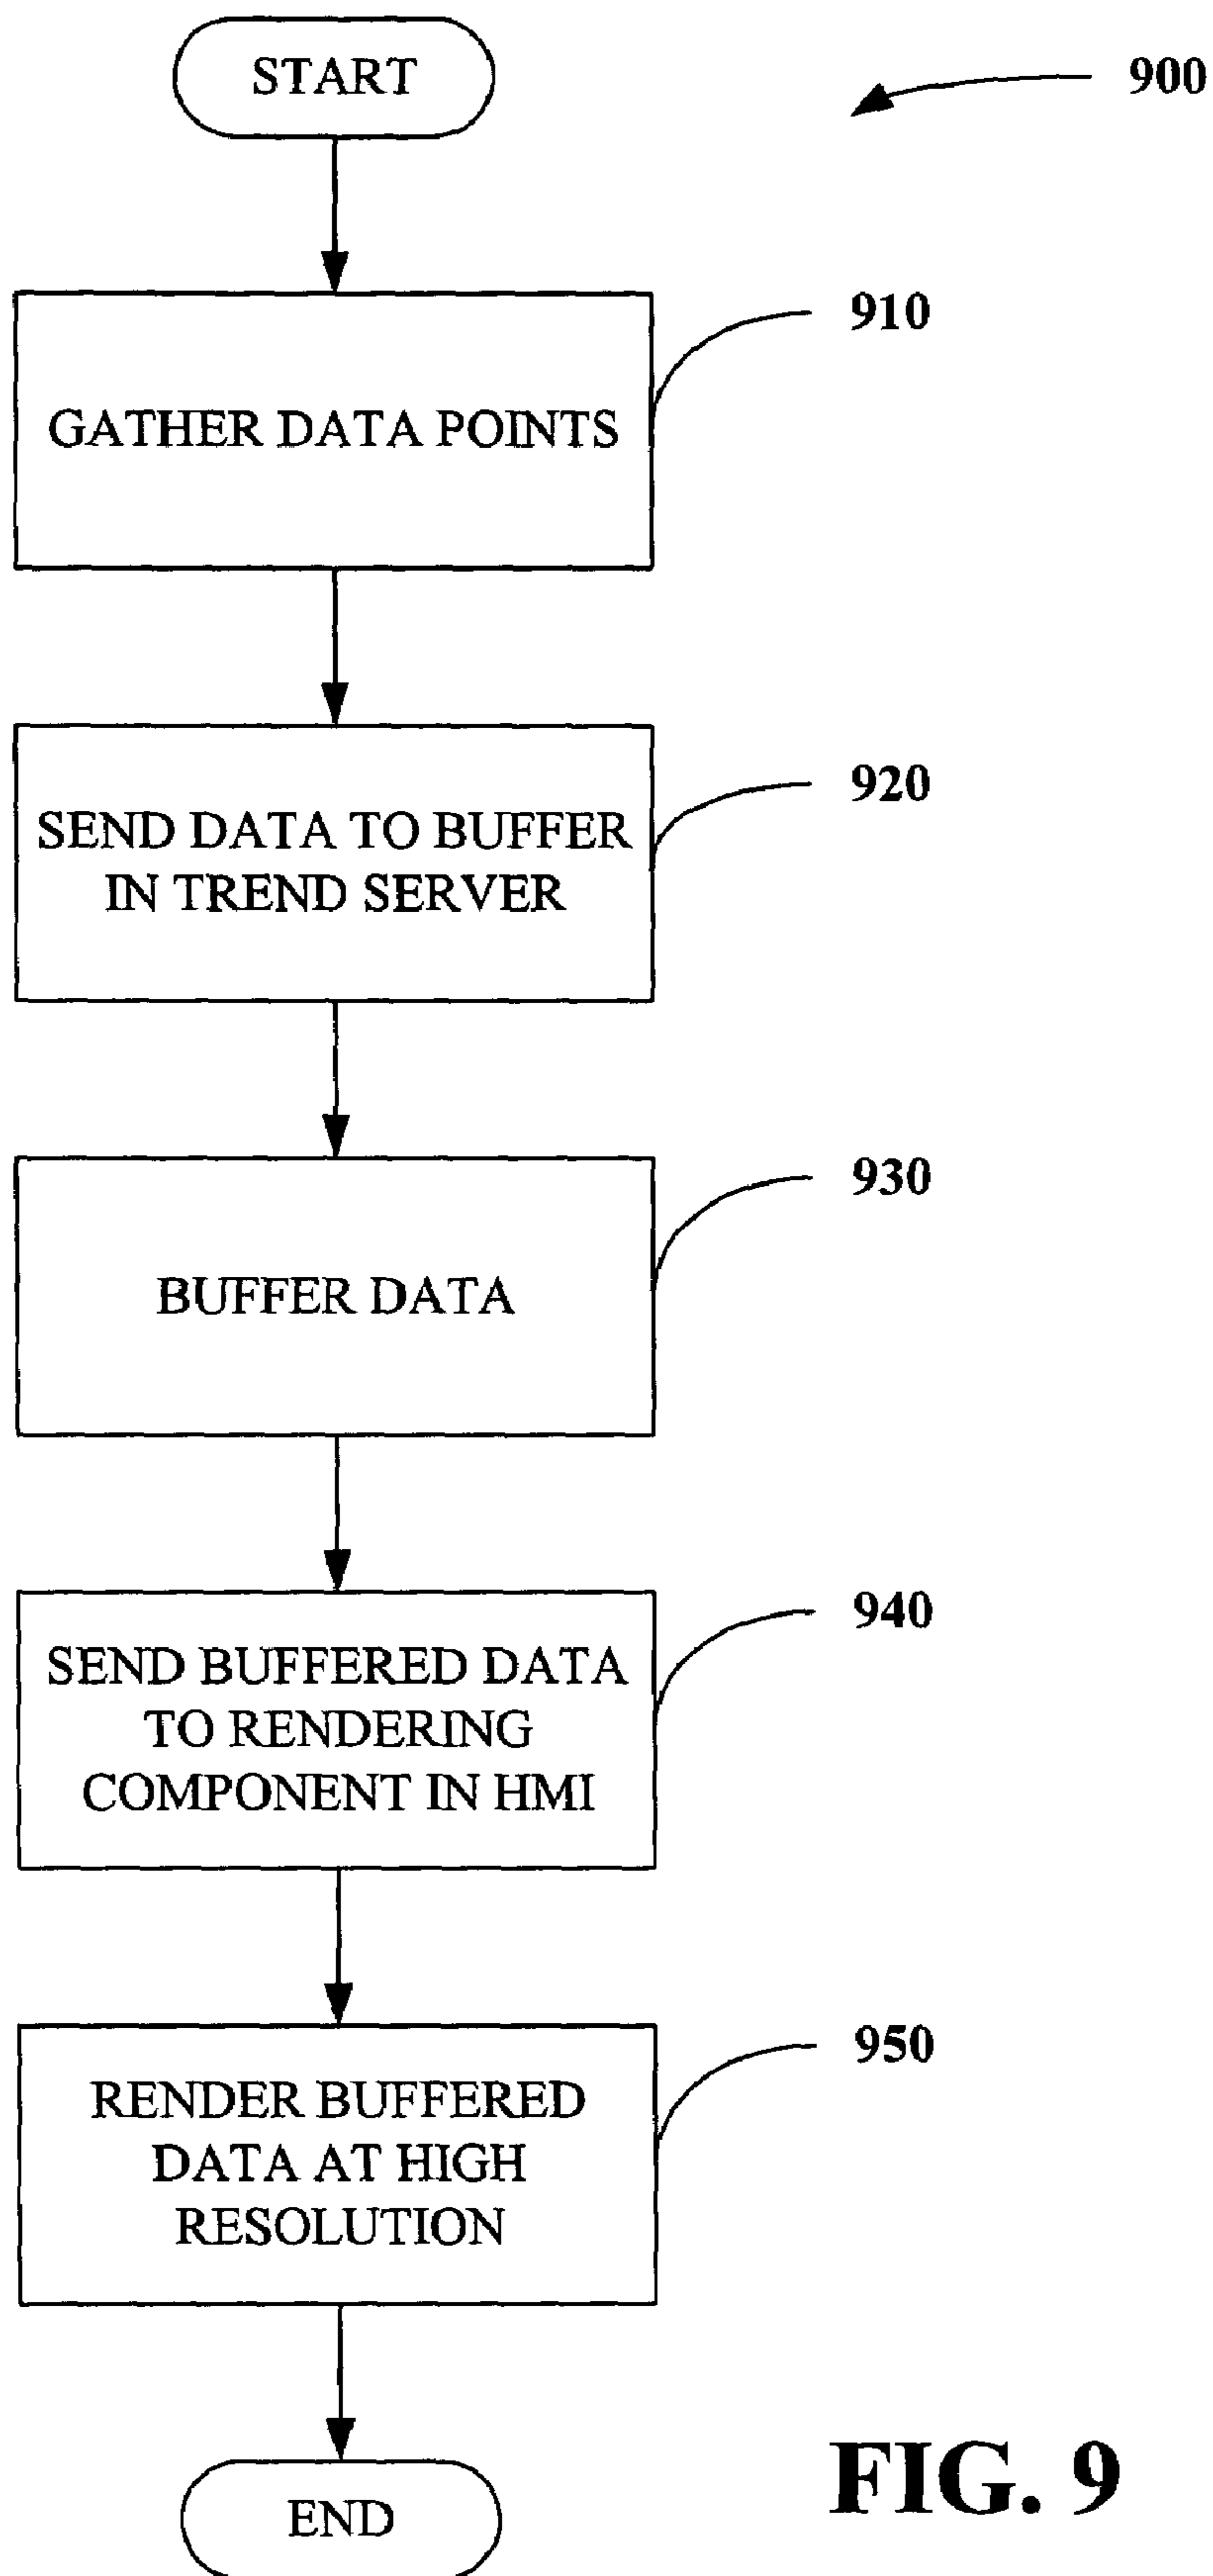 START
900
GATHER DATA POINTS
910
SEND DATA TO BUFFER
IN TREND SERVER
920
BUFFER DATA
930
SEND BUFFERED DATA
TO RENDERING
COMPONENT IN HMI
940
RENDER BUFFERED
DATA AT HIGH
RESOLUTION
950
END
FIG. 9